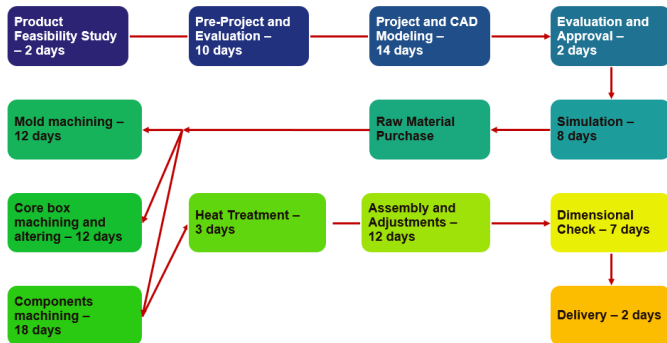 Product
Feasibility Study
– 2 days
Pre-Project and
Evaluation –
10 days
Project and CAD
Modeling –
14 days
Evaluation and
Approval –
2 days
Mold machining –
12 days
Raw Material
Purchase
Simulation –
8 days
Core box
machining and
altering – 12 days
Heat Treatment –
3 days
Assembly and
Adjustments –
12 days
Dimensional
Check – 7 days
Components
machining –
18 days
Delivery – 2 days